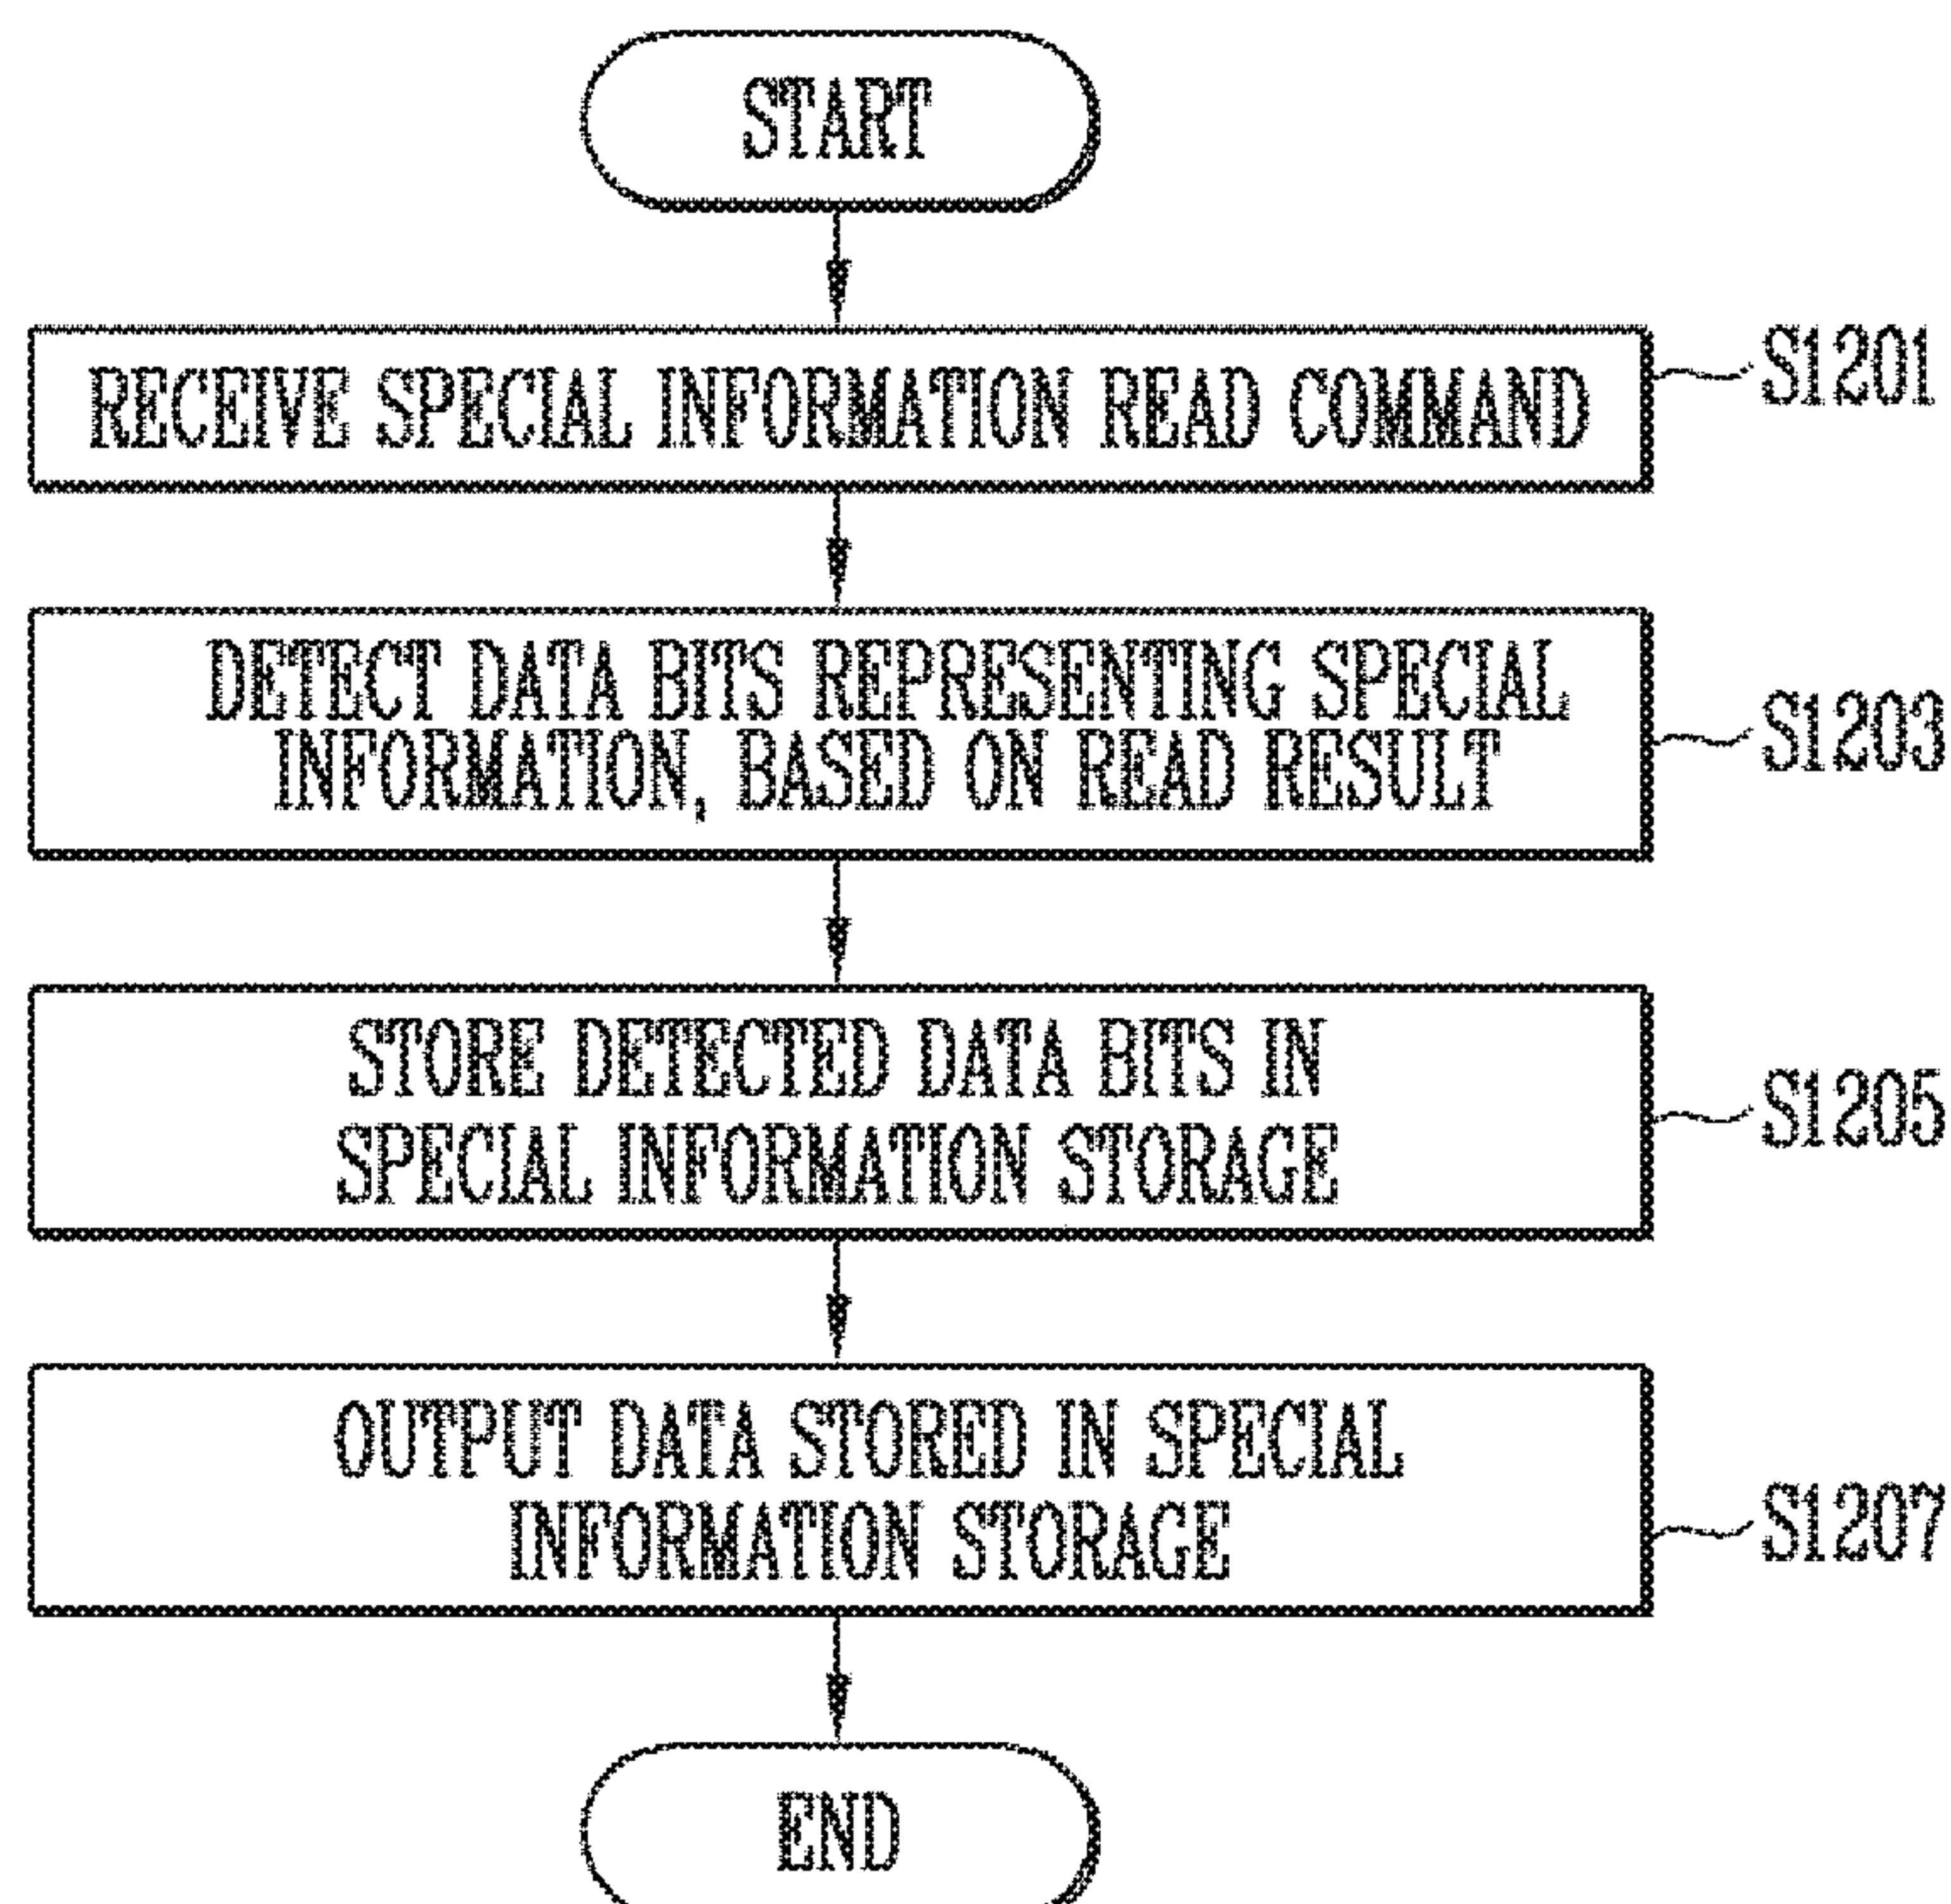 START
RECEIVE SPECIAL INFORMATION READ COMMAND
S1201
DETECT DATA BITS REPRESENTING SPECIAL
INFORMATION, BASED ON READ RESULT
S1203
STORE DETECTED DATA BITS IN
SPECIAL INFORMATION STORAGE
S1205
OUTPUT DATA STORED IN SPECIAL
INFORMATION STORAGE
S1207
END